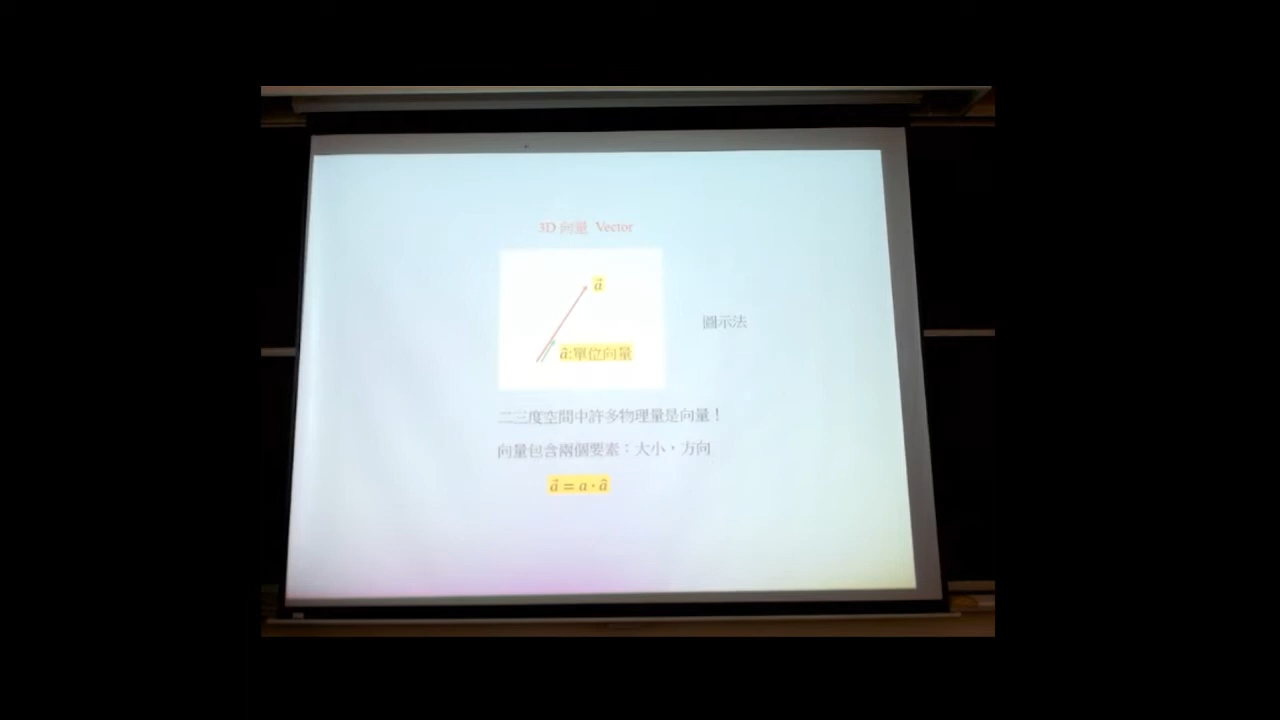 3D 向量 Vector
a⃗
圖示法
â:單位向量
二三度空間中許多物理量是向量！
向量包含兩個要素：大小，方向
a⃗ = a · â